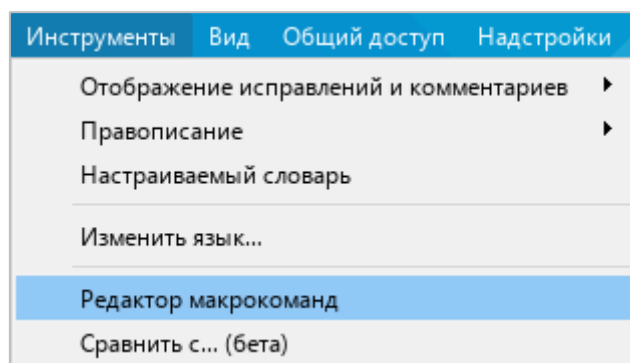 Инструменты Вид Общий доступ Надстройки
Отображение исправлений и комментариев
Правописание
Настраиваемый словарь
Изменить язык...
Редактор макрокоманд
Сравнить с... (бета)